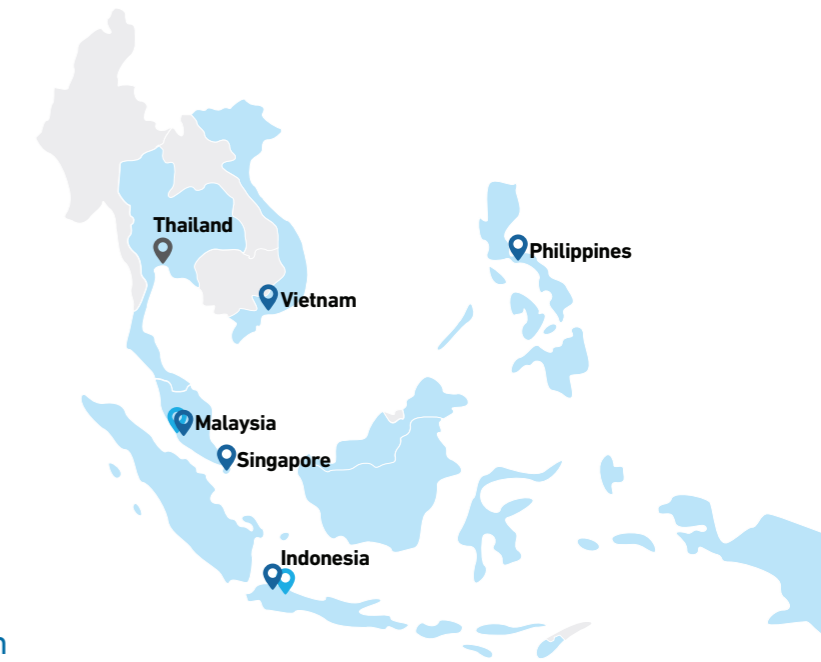 Thailand
Philippines
Vietnam
Malaysia
Singapore
Indonesia